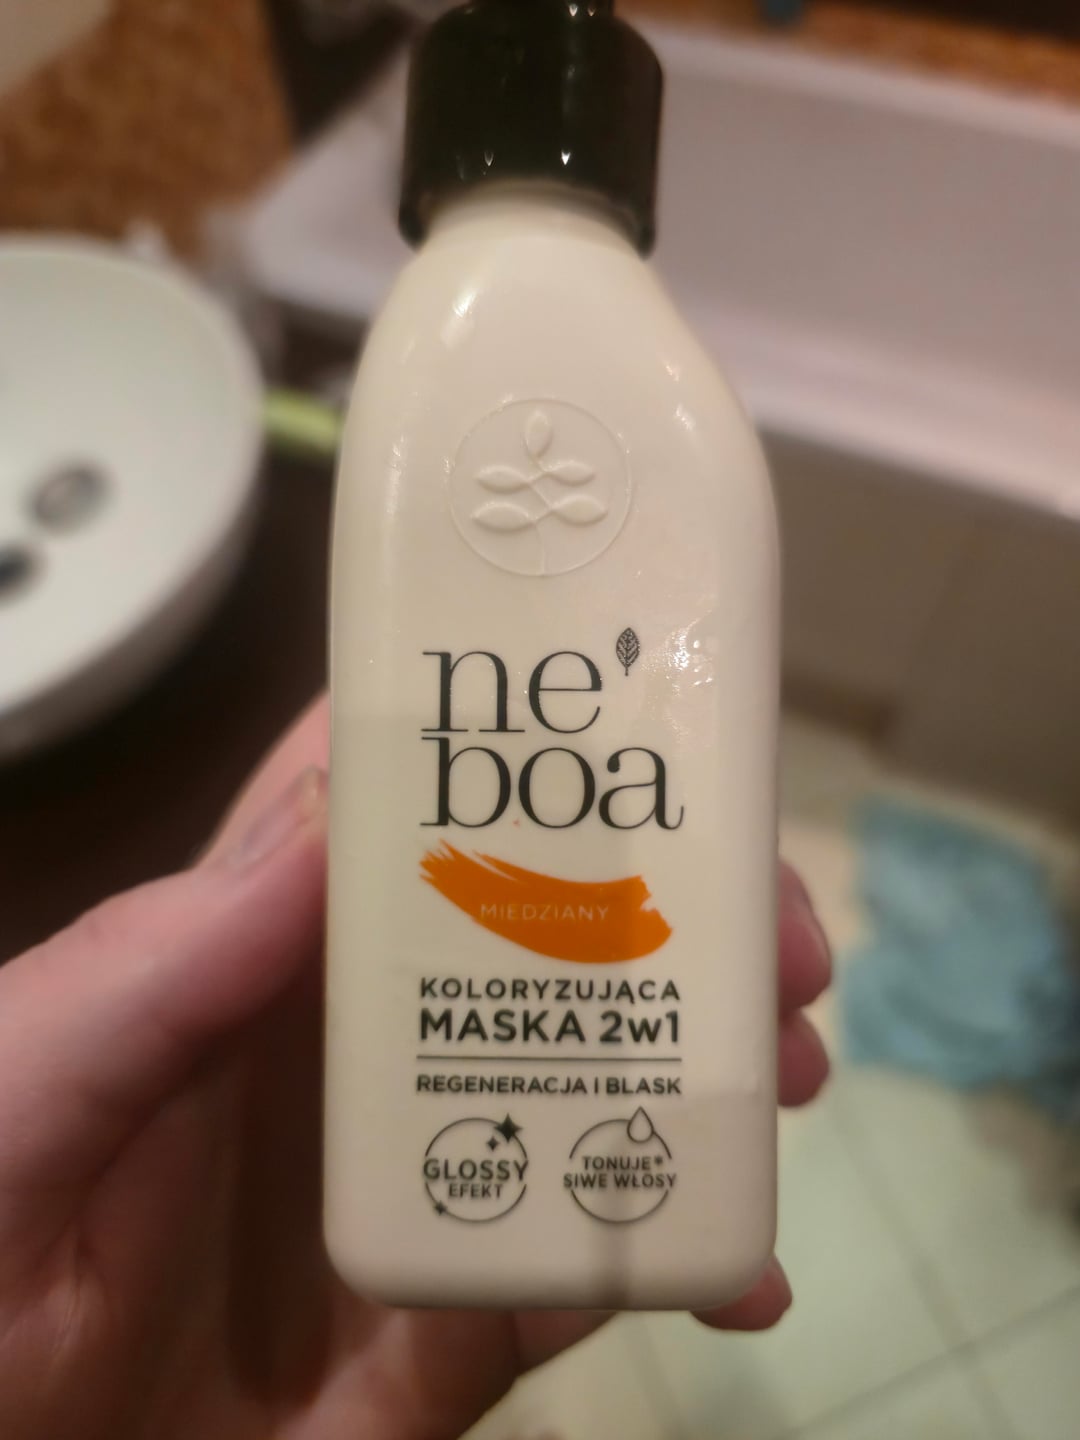 ne'
boa
MIEDZIANY
KOLORYZUJĄCA
MASKA 2w1
REGENERACJA I BLASK
GLOSSY
EFEKT
TONUJE*
SIWE WŁOSY